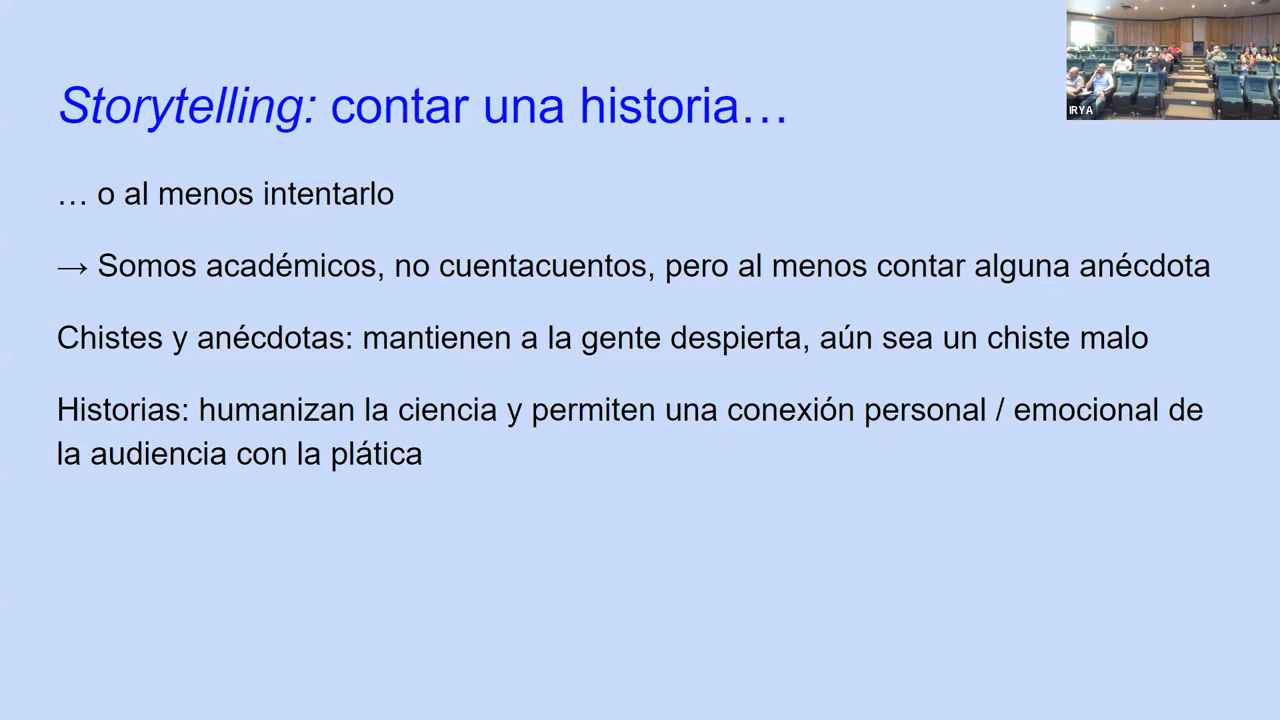 Storytelling: contar una historia…
IRYA
… o al menos intentarlo
→ Somos académicos, no cuentacuentos, pero al menos contar alguna anécdota
Chistes y anécdotas: mantienen a la gente despierta, aún sea un chiste malo
Historias: humanizan la ciencia y permiten una conexión personal / emocional de
la audiencia con la plática